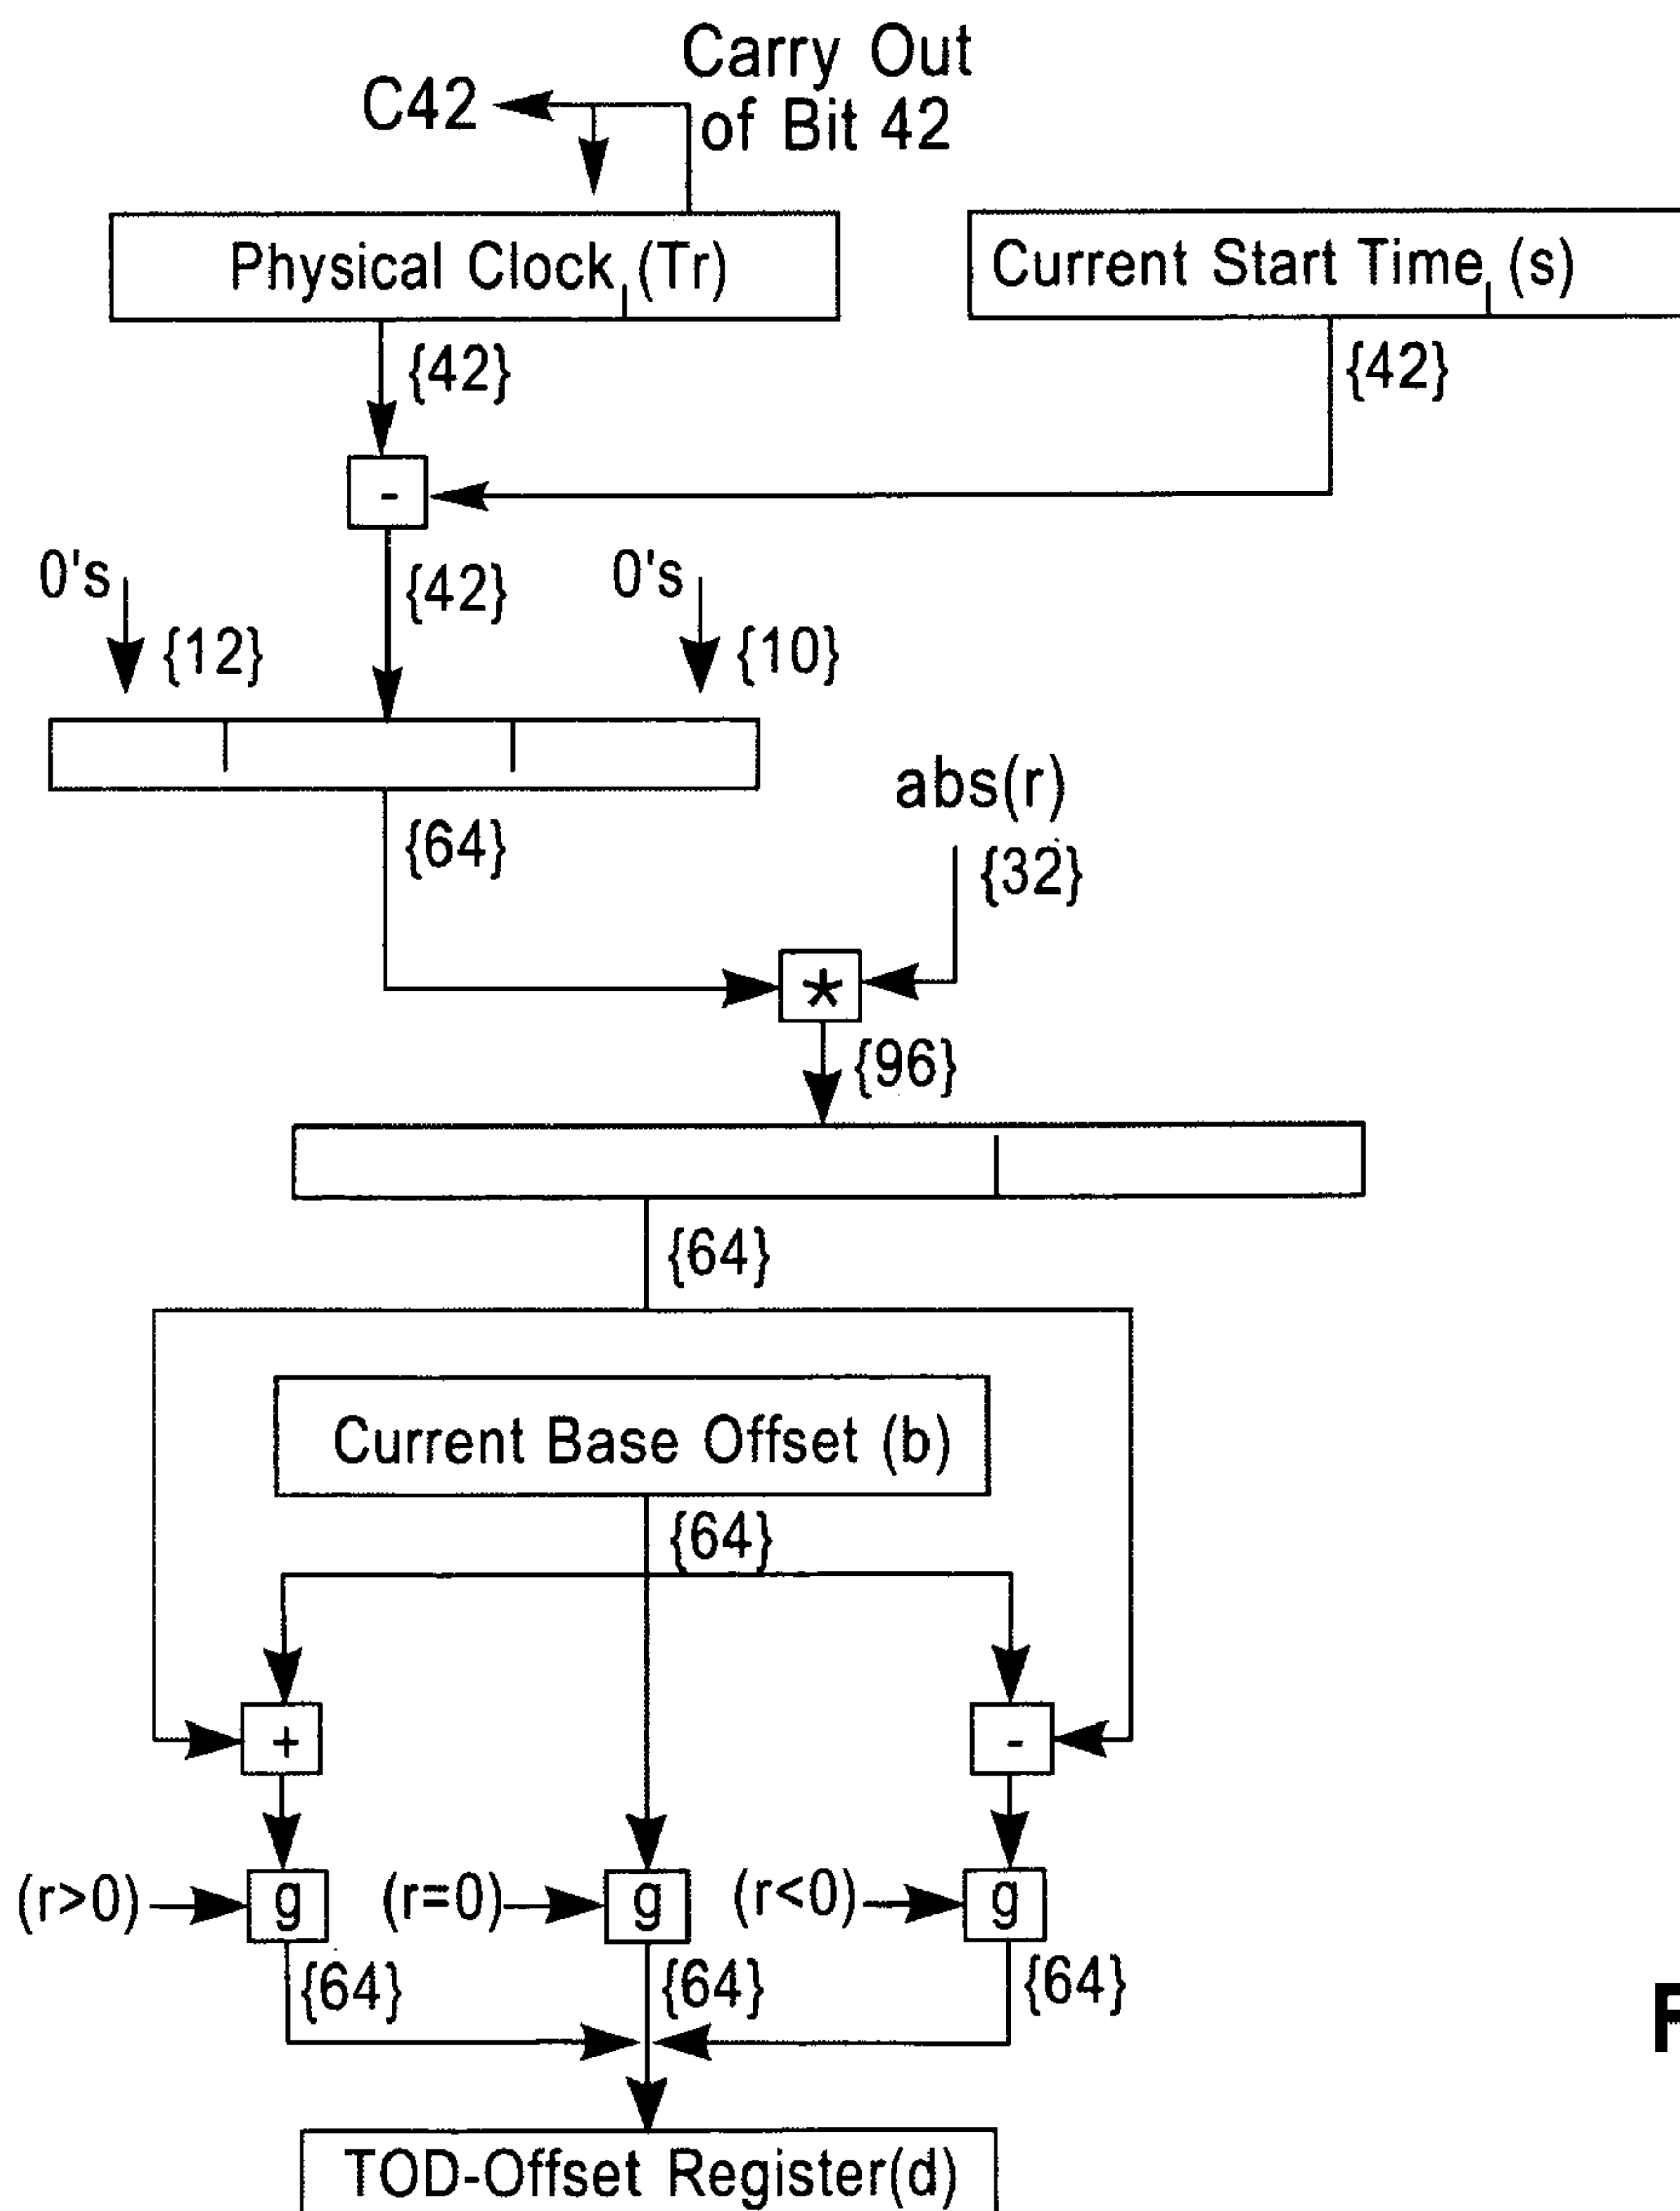 Carry Out
C42
of Bit 42
Physical Clock (Tr)
Current Start Time (s)
{42}
{42}
-
0's
{42}
0's
{12}
{10}
abs(r)
{64}
{32}
*
{96}
{64}
Current Base Offset (b)
{64}
+
-
(r>0)
g
(r=0)
g
(r<0)
g
{64}
{64}
{64}
TOD-Offset Register(d)